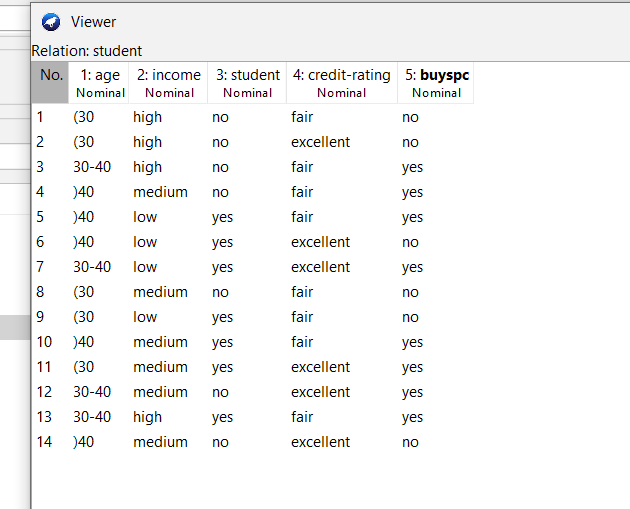 Viewer
Relation: student
No. 1: age 2: income 3: student 4: credit-rating 5: buyspc
Nominal Nominal Nominal Nominal Nominal
1 (30 high no fair no
2 (30 high no excellent no
3 30-40 high no fair yes
4 )40 medium no fair yes
5 )40 low yes fair yes
6 )40 low yes excellent no
7 30-40 low yes excellent yes
8 (30 medium no fair no
9 (30 low yes fair no
10 )40 medium yes fair yes
11 (30 medium yes excellent yes
12 30-40 medium no excellent yes
13 30-40 high yes fair yes
14 )40 medium no excellent no